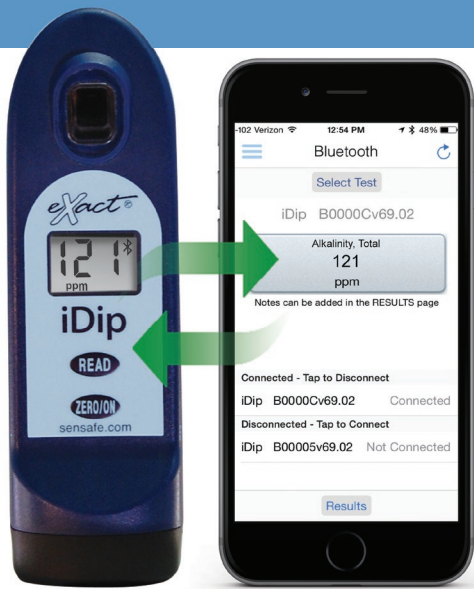 eXact®
121
ppm
iDip
READ
ZERO/ON
sensafe.com
-102 Verizon 12:54 PM 48%
Bluetooth
Select Test
iDip B0000Cv69.02
Alkalinity, Total
121
ppm
Notes can be added in the RESULTS page
Connected - Tap to Disconnect
iDip B0000Cv69.02 Connected
Disconnected - Tap to Connect
iDip B00005v69.02 Not Connected
Results